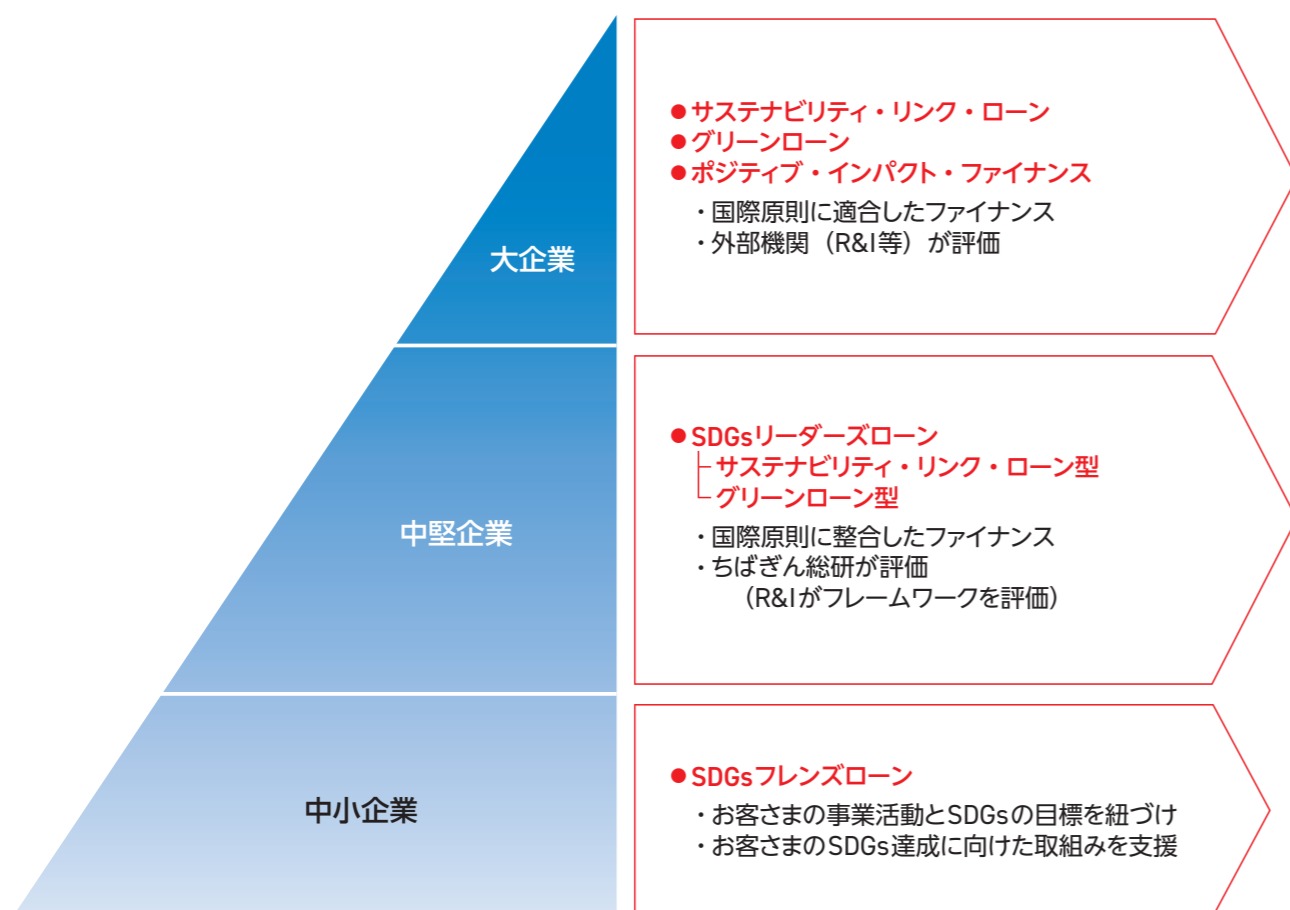 大企業
●サステナビリティ・リンク・ローン
●グリーンローン
●ポジティブ・インパクト・ファイナンス
・国際原則に適合したファイナンス
・外部機関（R&I等）が評価
中堅企業
●SDGsリーダーズローン
サステナビリティ・リンク・ローン型
グリーンローン型
・国際原則に整合したファイナンス
・ちばぎん総研が評価
（R&Iがフレームワークを評価）
中小企業
●SDGsフレンズローン
・お客さまの事業活動とSDGsの目標を紐づけ
・お客さまのSDGs達成に向けた取組みを支援